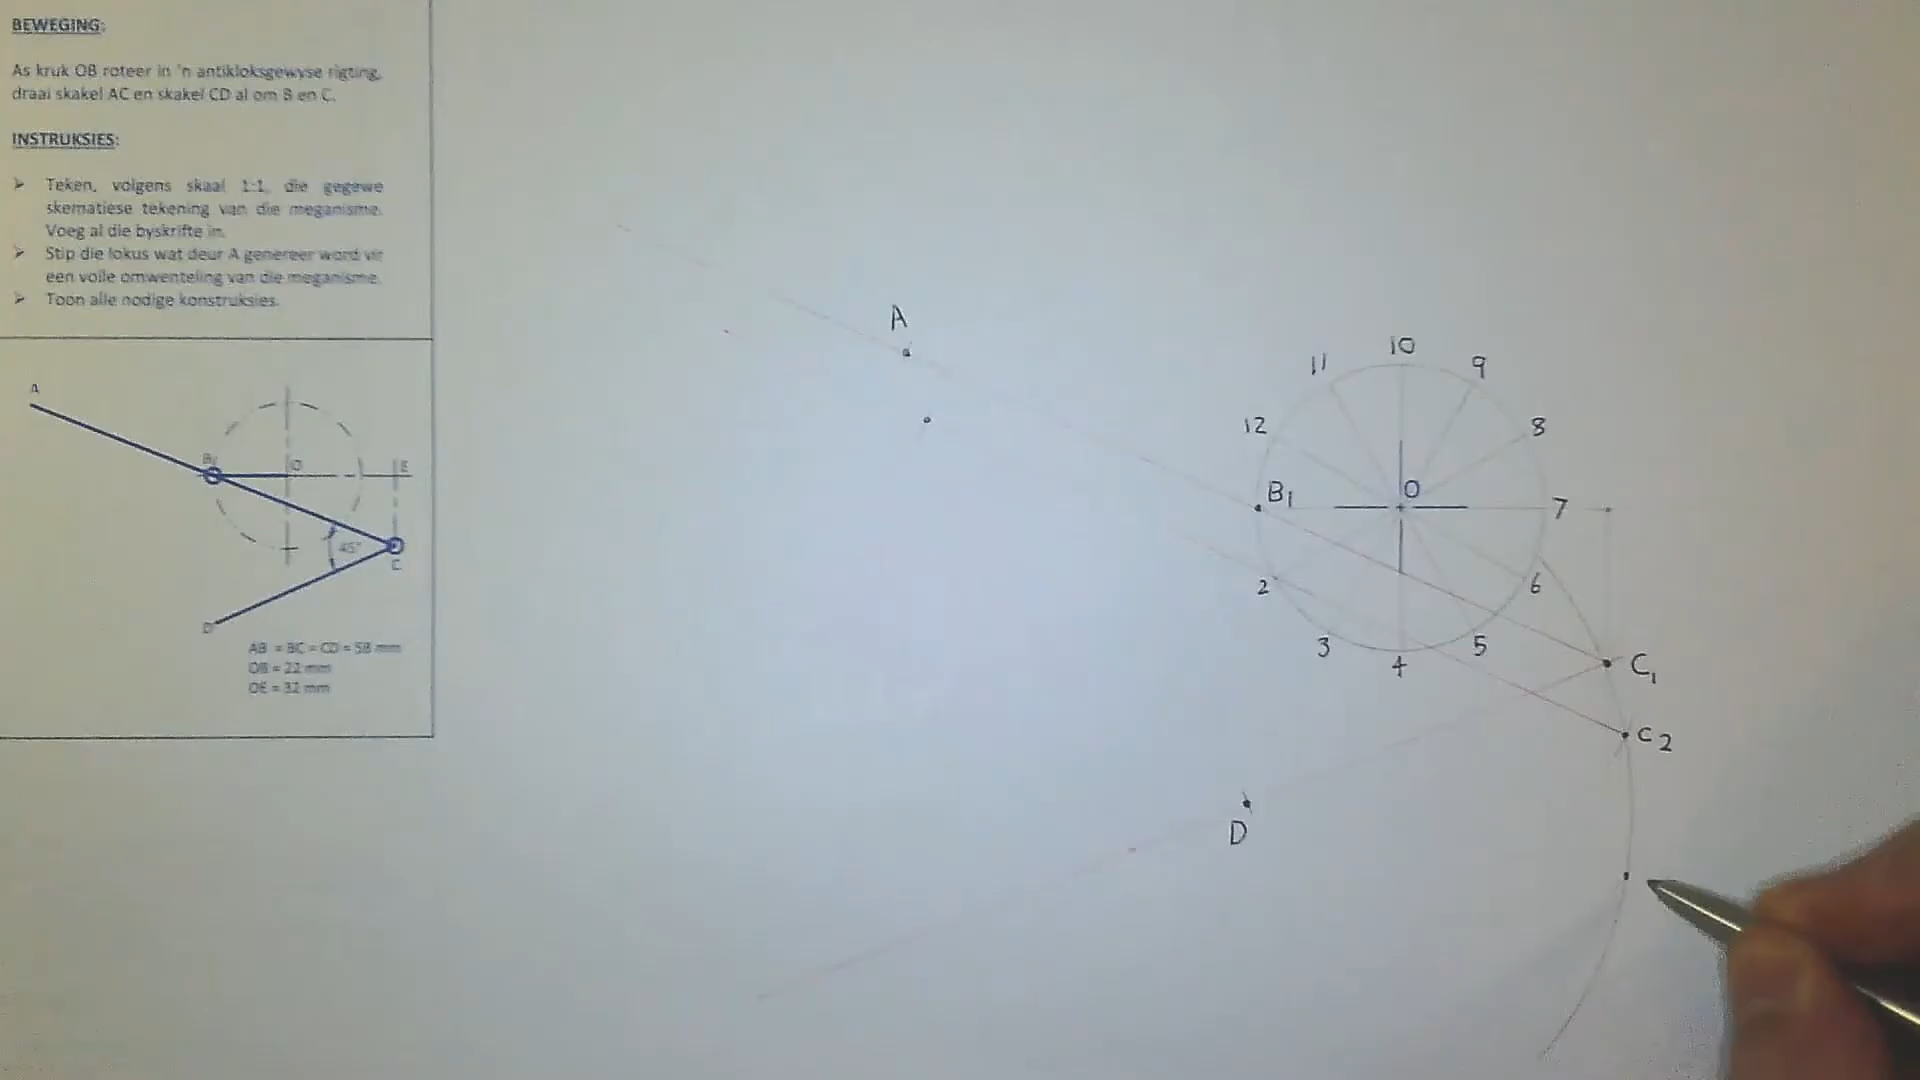 BEWEGING:
As kruk OB roteer in 'n antikloksgewyse rigting,
draai skakel AC en skakel CD al om B en C.
INSTRUKSIES:
➢ Teken, volgens skaal 1:1, die gegewe
skematiese tekening van die meganisme.
Voeg al die byskrifte in.
➢ Stip die lokus wat deur A genereer word vir
een volle omwenteling van die meganisme.
➢ Toon alle nodige konstruksies.
A
B
O
E
45°
C
D
AB = BC = CD = 58 mm
OB = 22 mm
OE = 32 mm
A
10
11
9
12
8
B1
O
7
2
6
3
4
5
C1
C2
D